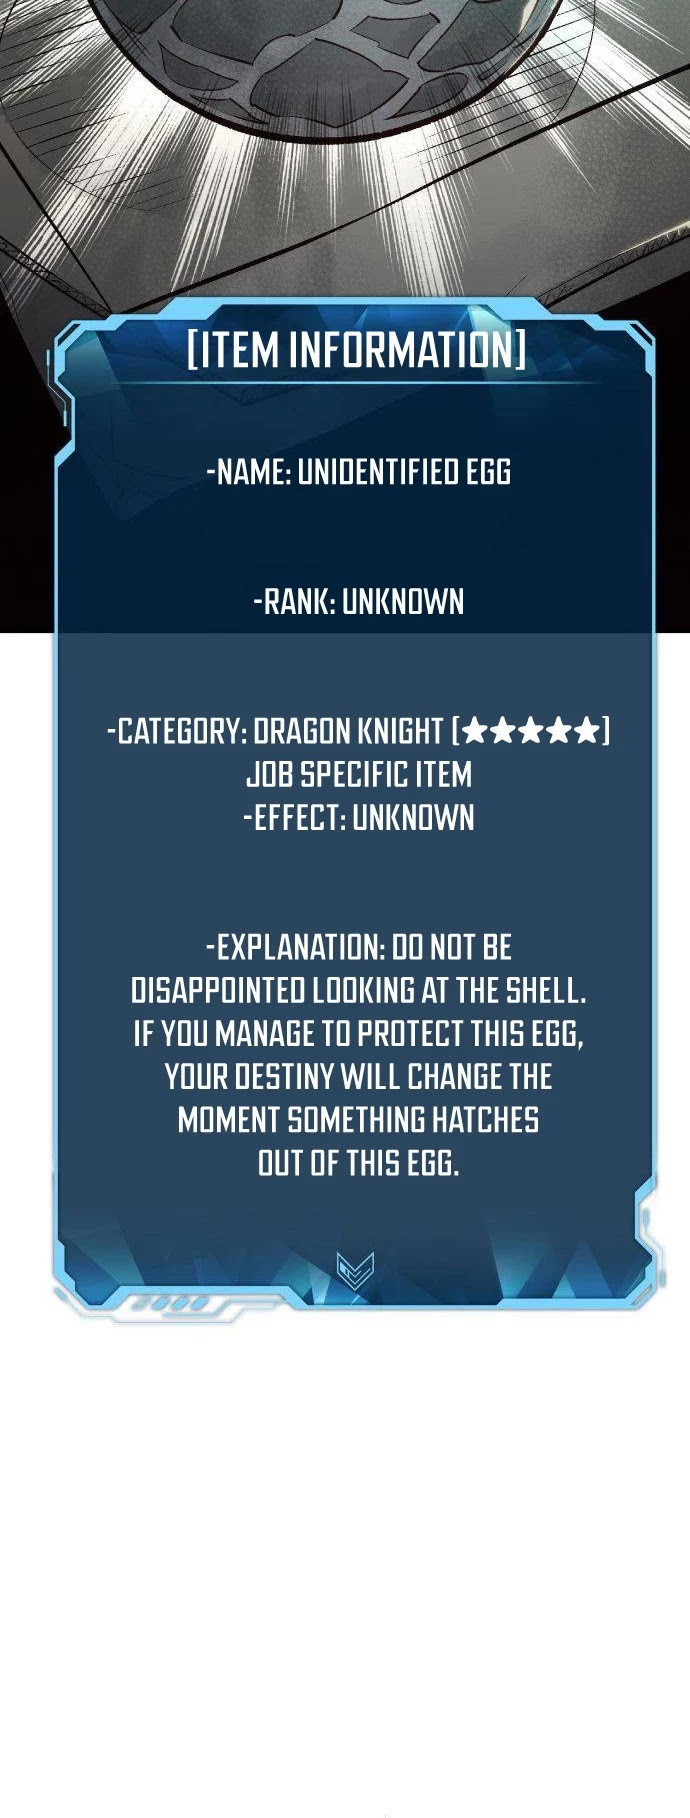 [ITEM INFORMATION]
-NAME: UNIDENTIFIED EGG
-RANK: UNKNOWN
-CATEGORY: DRAGON KNIGHT [★★★★★]
JOB SPECIFIC ITEM
-EFFECT: UNKNOWN
-EXPLANATION: DO NOT BE
DISAPPOINTED LOOKING AT THE SHELL.
IF YOU MANAGE TO PROTECT THIS EGG,
YOUR DESTINY WILL CHANGE THE
MOMENT SOMETHING HATCHES
OUT OF THIS EGG.